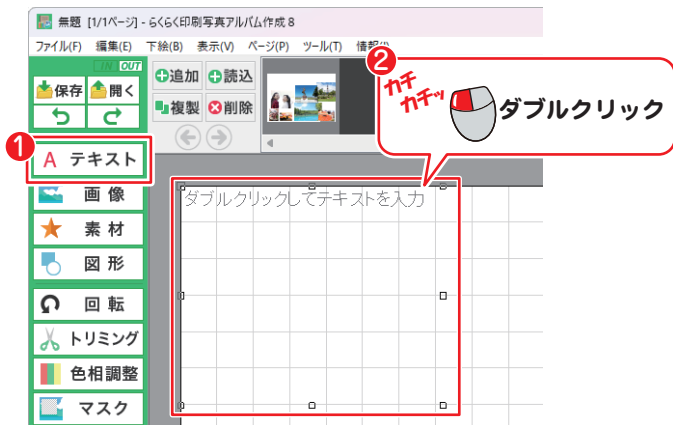 無題 [1/1ページ] - らくらく印刷写真アルバム作成 8
ファイル(F) 編集(E) 下絵(B) 表示(V) ページ(P) ツール(T) 情報
IN OUT
保存 開く
追加 読込
複製 削除
2
カチ
カチッ
ダブルクリック
1
A テキスト
画像
素材
図形
回転
トリミング
色相調整
マスク
ダブルクリックしてテキストを入力